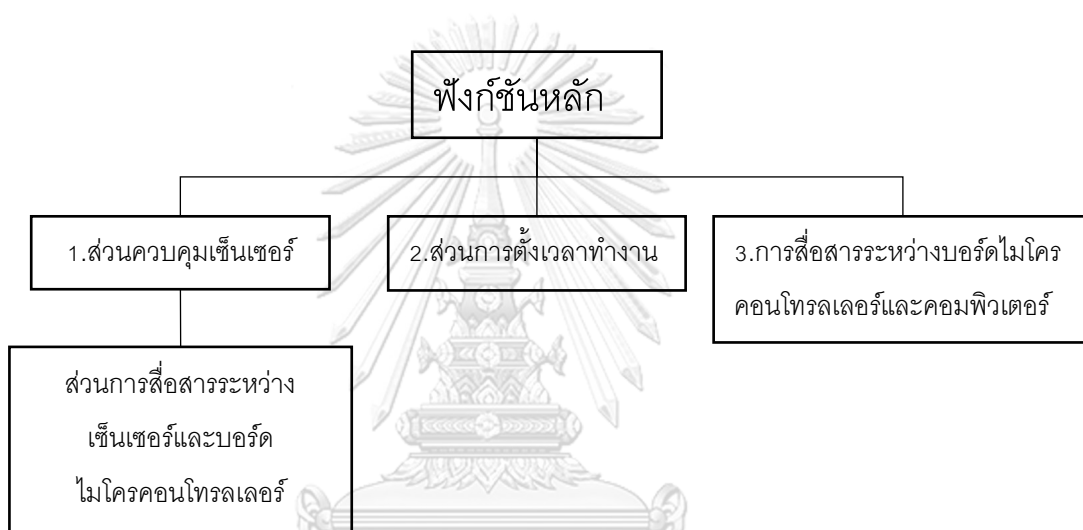 ฟังก์ชันหลัก
1.ส่วนควบคุมเซ็นเซอร์
2.ส่วนการตั้งเวลาทำงาน
3.การสื่อสารระหว่างบอร์ดไมโคร
คอนโทรลเลอร์และคอมพิวเตอร์
ส่วนการสื่อสารระหว่าง
เซ็นเซอร์และบอร์ด
ไมโครคอนโทรลเลอร์